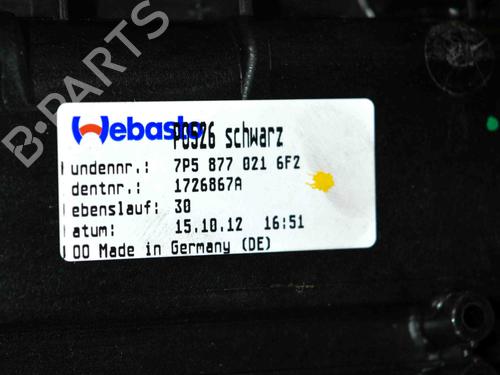 B-PARTS
Webasto PO526 schwarz
undennr.: 7P5 877 021 6F2
dentnr.: 1726867A
ebenslauf: 30
atum: 15.10.12 16:51
00 Made in Germany (DE)